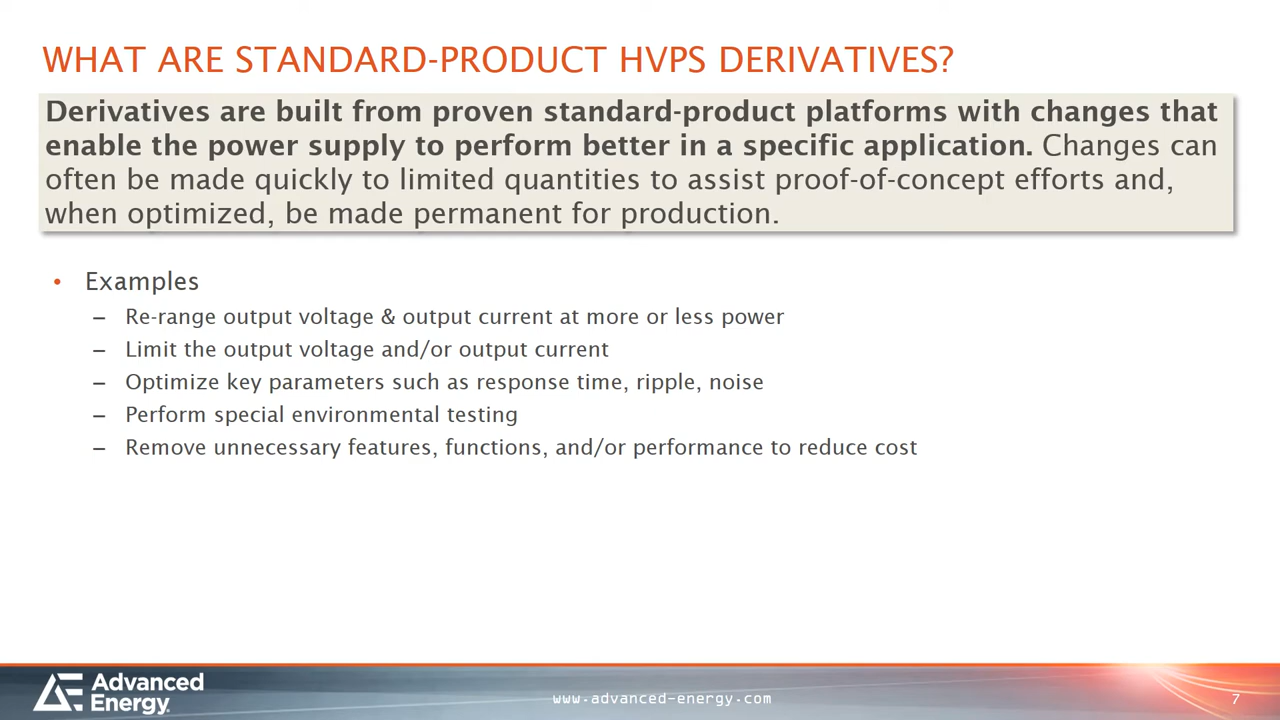 WHAT ARE STANDARD-PRODUCT HVPS DERIVATIVES?
Derivatives are built from proven standard-product platforms with changes that
enable the power supply to perform better in a specific application. Changes can
often be made quickly to limited quantities to assist proof-of-concept efforts and,
when optimized, be made permanent for production.
• Examples
– Re-range output voltage & output current at more or less power
– Limit the output voltage and/or output current
– Optimize key parameters such as response time, ripple, noise
– Perform special environmental testing
– Remove unnecessary features, functions, and/or performance to reduce cost
Advanced
Energy
www.advanced-energy.com
7